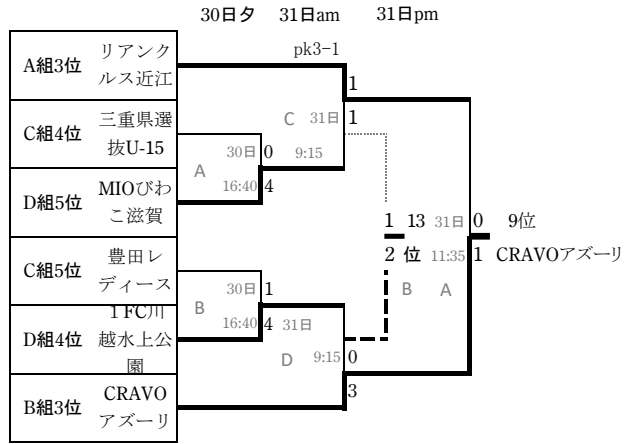 30日夕 31日am 31日pm
A組3位 リアンク
ルス近江
pk3-1
1
C組4位 三重県選
抜U-15
C 31日 1
30日 0 9:15
A
16:40 4
D組5位 MIOびわ
こ滋賀
1 13 31日 0 9位
2 位 11:35 1 CRAVOアズーリ
B A
C組5位 豊田レ
ディース
30日 1
B
16:40 4 31日
D組4位 1FC川
越水上公
園
D 9:15 0
3
B組3位 CRAVO
アズーリ